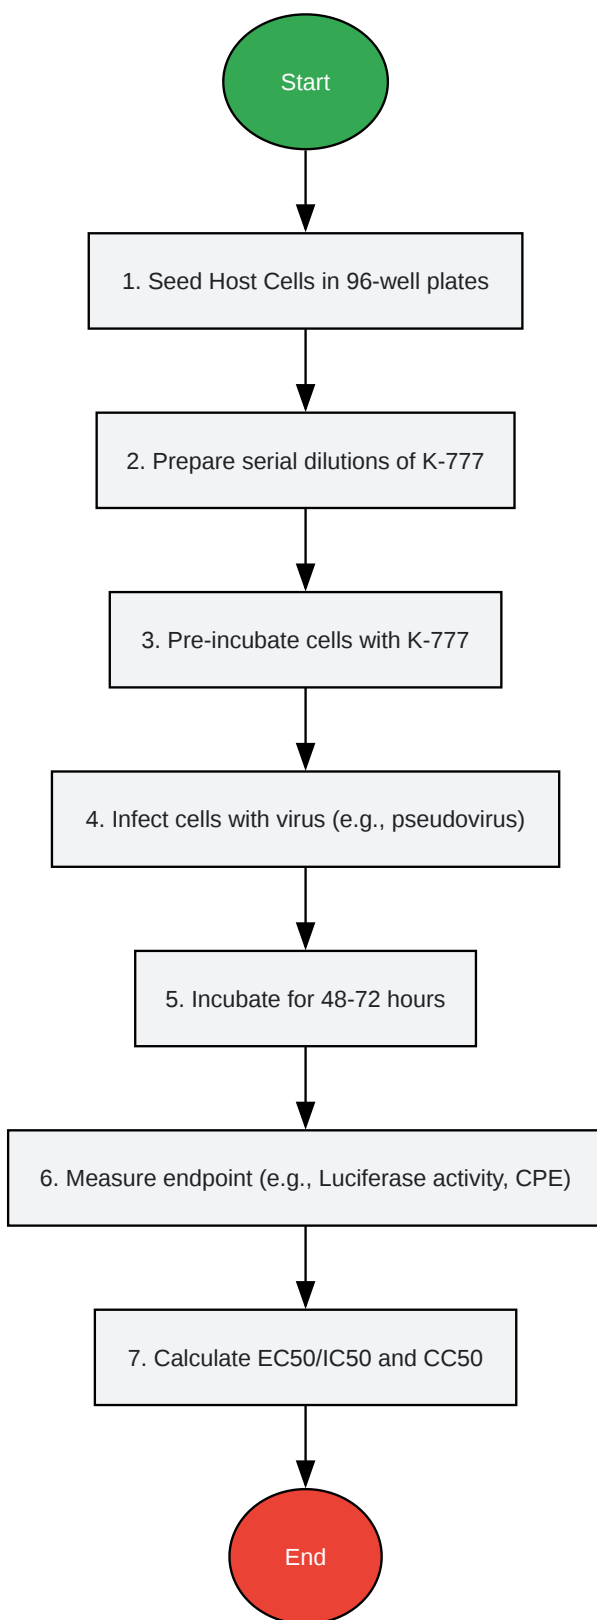 Start
1. Seed Host Cells in 96-well plates
2. Prepare serial dilutions of K-777
3. Pre-incubate cells with K-777
4. Infect cells with virus (e.g., pseudovirus)
5. Incubate for 48-72 hours
6. Measure endpoint (e.g., Luciferase activity, CPE)
7. Calculate EC50/IC50 and CC50
End